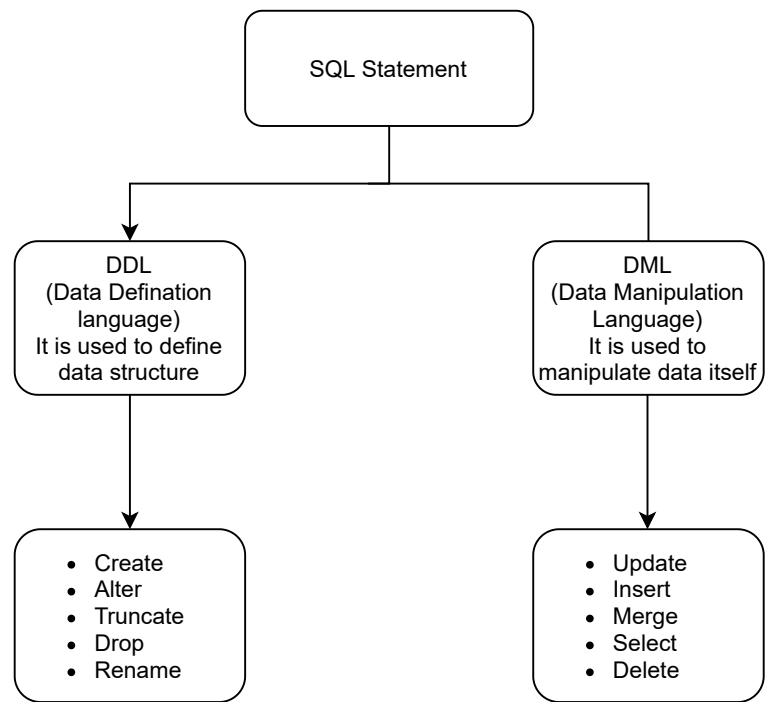 SQL Statement
DDL
(Data Defination
language)
It is used to define
data structure
DML
(Data Manipulation
Language)
It is used to
manipulate data itself
• Create
• Alter
• Truncate
• Drop
• Rename
• Update
• Insert
• Merge
• Select
• Delete